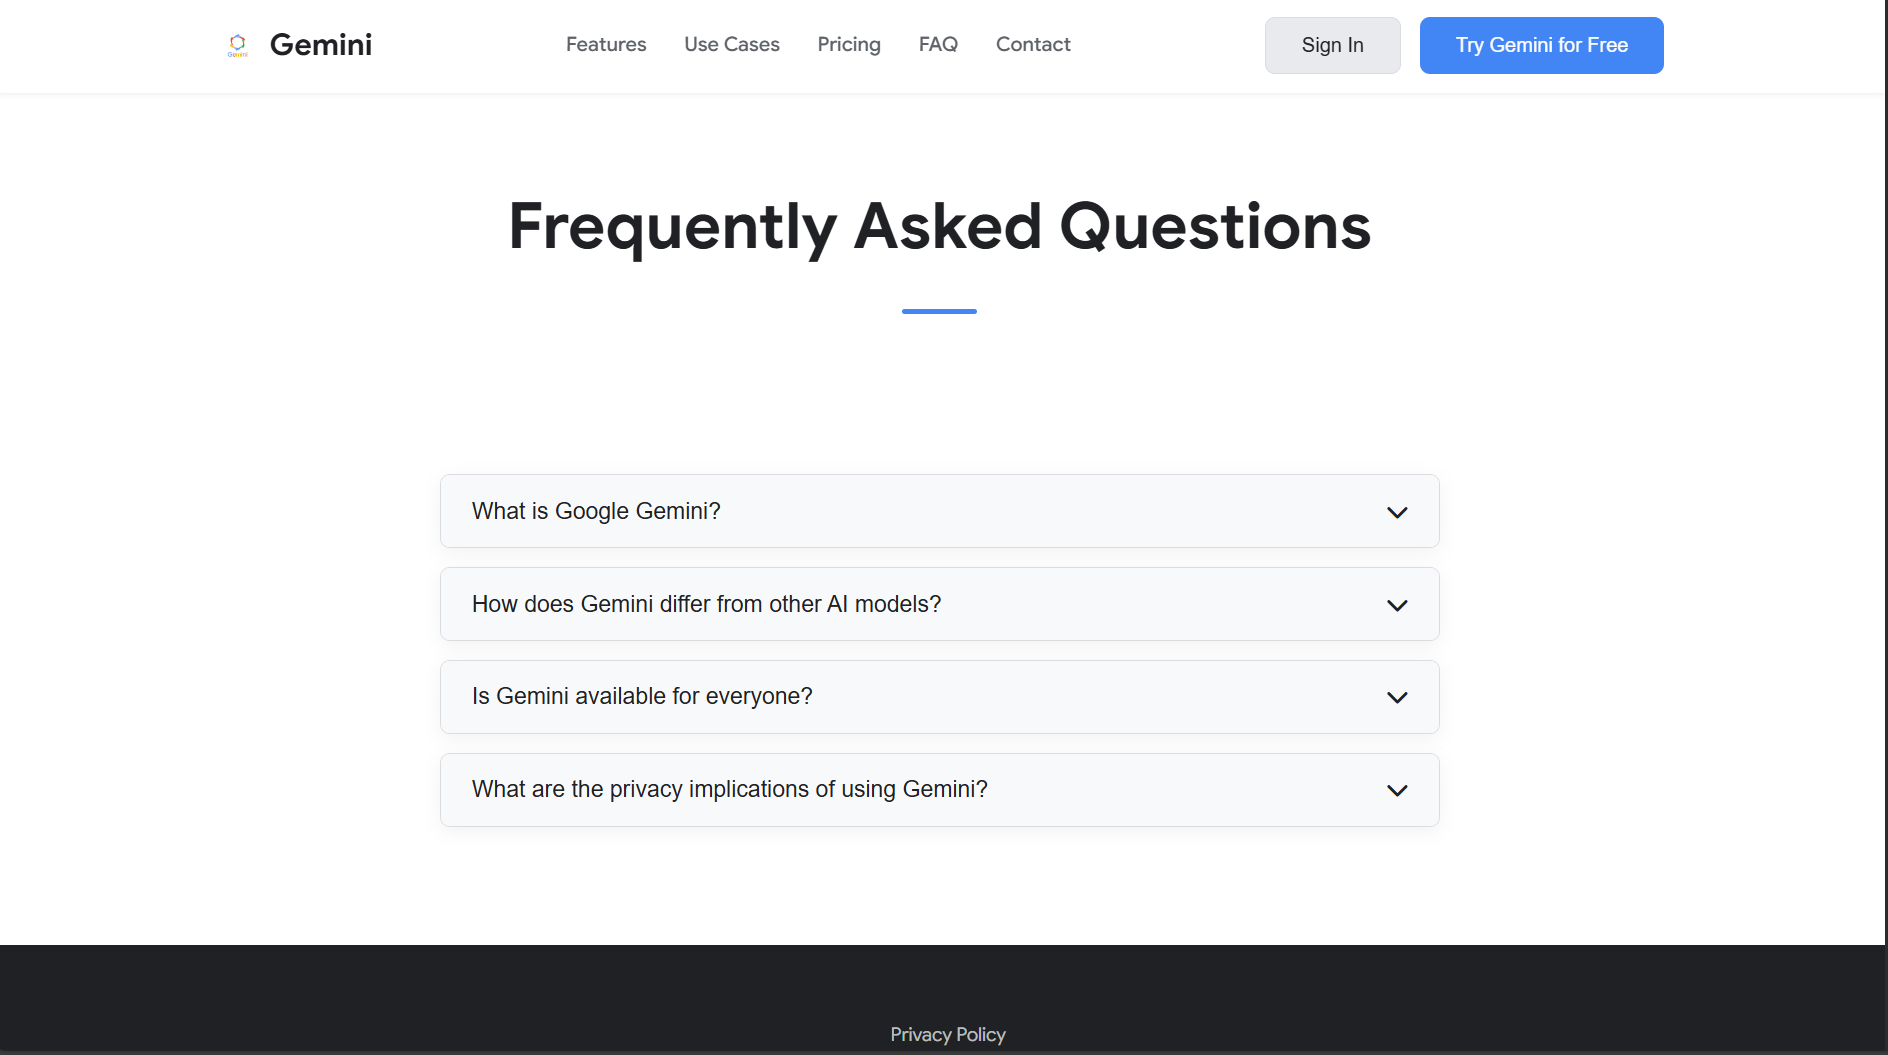 Gemini
Gemini
Features
Use Cases
Pricing
FAQ
Contact
Sign In
Try Gemini for Free
Frequently Asked Questions
What is Google Gemini?
How does Gemini differ from other AI models?
Is Gemini available for everyone?
What are the privacy implications of using Gemini?
Privacy Policy